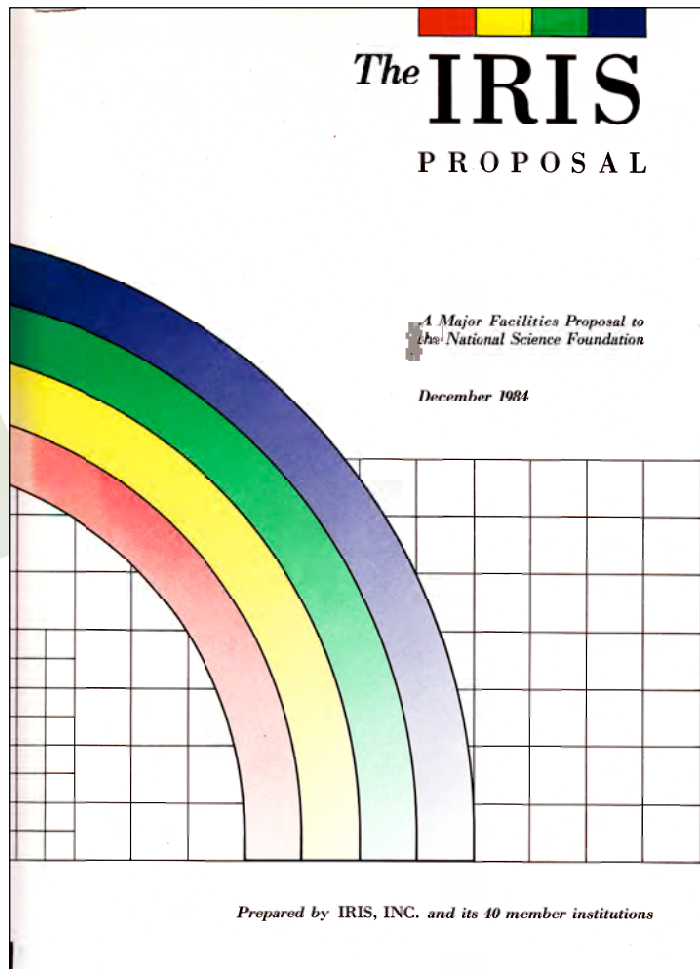 The IRIS
PROPOSAL
A Major Facilities Proposal to
the National Science Foundation
December 1984
Prepared by IRIS, INC. and its 40 member institutions